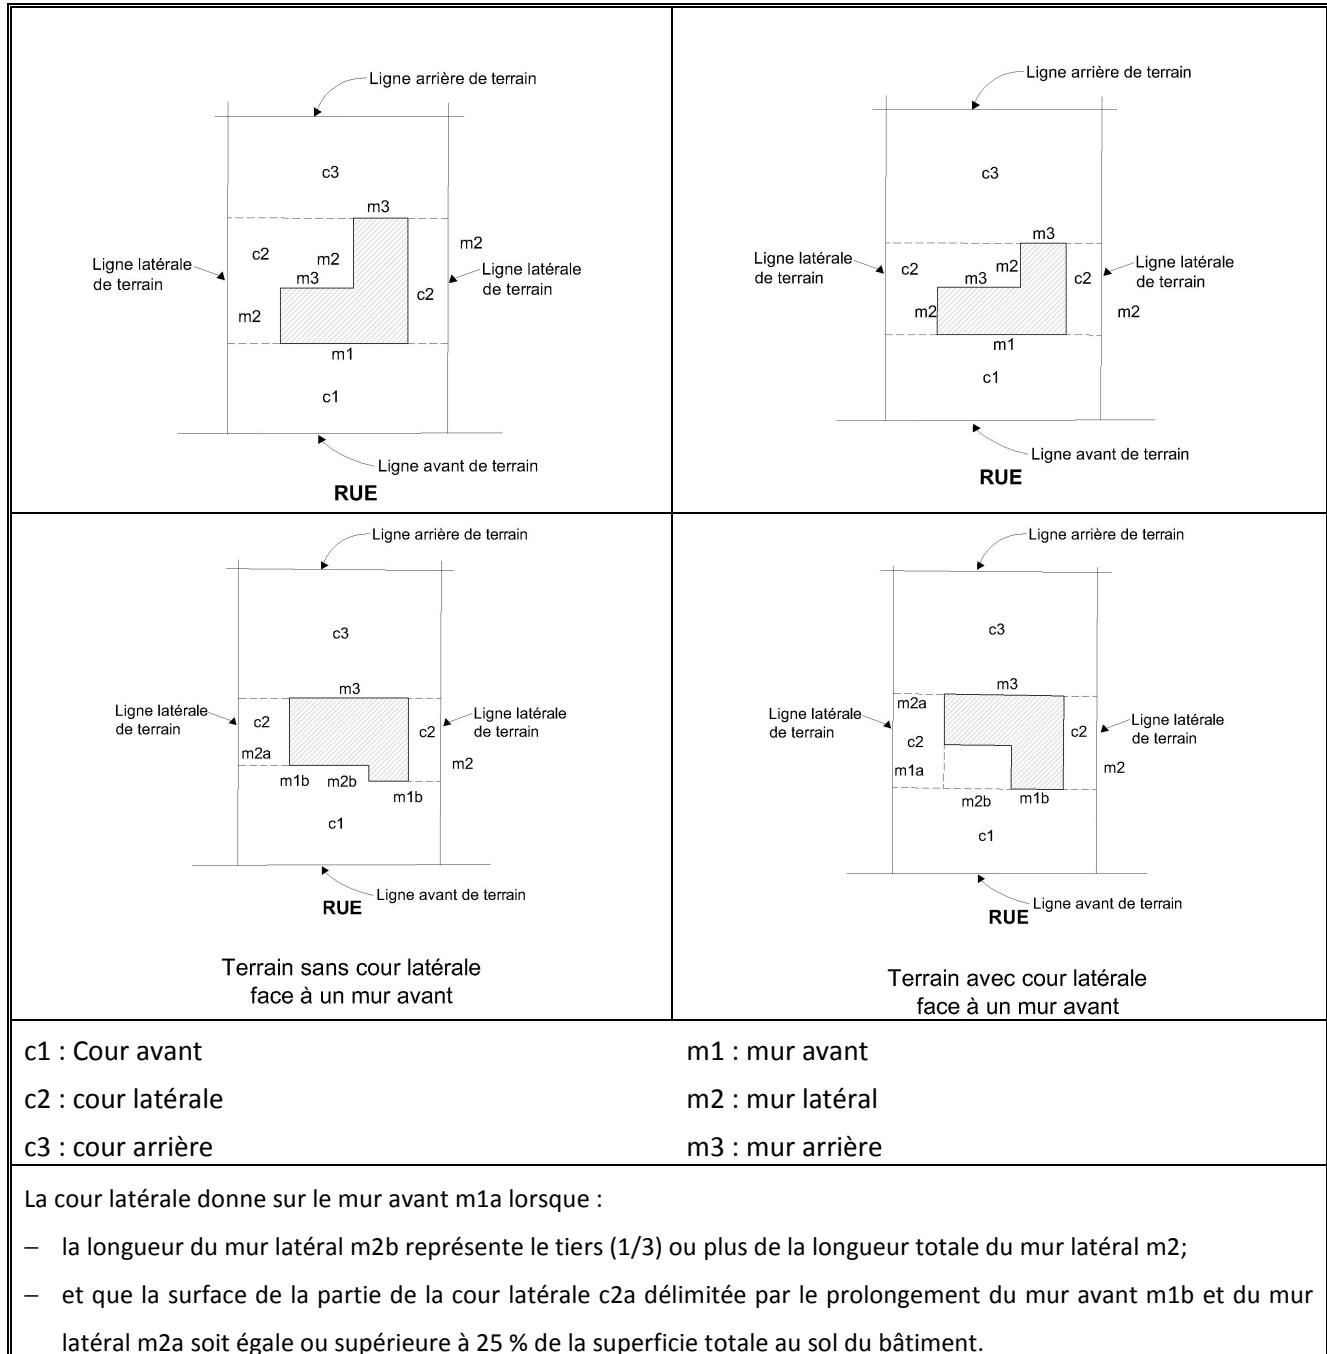 Ligne arrière de terrain
c3
m3
c2
m2
m2
m3
Ligne latérale
de terrain
Ligne latérale
de terrain
c2
m2
m1
c1
Ligne avant de terrain
RUE
Ligne arrière de terrain
c3
m3
Ligne latérale
de terrain
c2
m2
m3
c2
Ligne latérale
de terrain
m2
m2
m1
c1
Ligne avant de terrain
RUE
Ligne arrière de terrain
c3
m3
Ligne latérale
de terrain
c2
c2
Ligne latérale
de terrain
m2a
m2
m1b
m2b
m1b
c1
Ligne avant de terrain
RUE
Terrain sans cour latérale
face à un mur avant
Ligne arrière de terrain
c3
m3
m2a
Ligne latérale
de terrain
c2
c2
Ligne latérale
de terrain
m1a
m2
m2b
m1b
c1
Ligne avant de terrain
RUE
Terrain avec cour latérale
face à un mur avant
c1 : Cour avant
m1 : mur avant
c2 : cour latérale
m2 : mur latéral
c3 : cour arrière
m3 : mur arrière
La cour latérale donne sur le mur avant m1a lorsque :
– la longueur du mur latéral m2b représente le tiers (1/3) ou plus de la longueur totale du mur latéral m2;
– et que la surface de la partie de la cour latérale c2a délimitée par le prolongement du mur avant m1b et du mur
latéral m2a soit égale ou supérieure à 25 % de la superficie totale au sol du bâtiment.